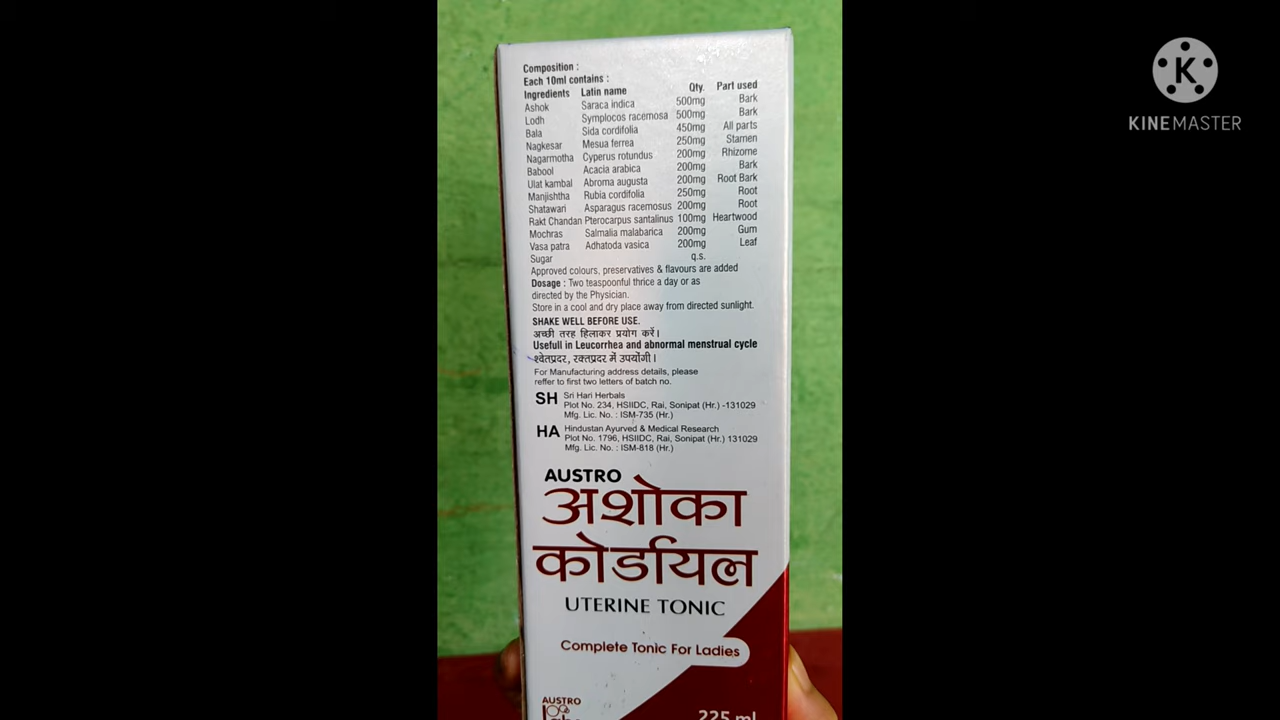 Composition :
Each 10ml contains :
Ingredients Latin name Qty. Part used
Ashok Saraca indica 500mg Bark
Lodh Symplocos racemosa 500mg Bark
Bala Sida cordifolia 450mg All parts
Nagkesar Mesua ferrea 250mg Stamen
Nagarmotha Cyperus rotundus 200mg Rhizome
Babool Acacia arabica 200mg Bark
Ulat kambal Abroma augusta 200mg Root Bark
Manjishtha Rubia cordifolia 250mg Root
Shatawari Asparagus racemosus 200mg Root
Rakt Chandan Pterocarpus santalinus 100mg Heartwood
Mochras Salmalia malabarica 200mg Gum
Vasa patra Adhatoda vasica 200mg Leaf
Sugar q.s.
Approved colours, preservatives & flavours are added
Dosage : Two teaspoonful thrice a day or as
directed by the Physician.
Store in a cool and dry place away from directed sunlight.
SHAKE WELL BEFORE USE.
अच्छी तरह हिलाकर प्रयोग करें।
Usefull in Leucorrhea and abnormal menstrual cycle
श्वेतप्रदर, रक्तप्रदर में उपयोंगी।
For Manufacturing address details, please
reffer to first two letters of batch no.
SH Sri Hari Herbals
Plot No. 234, HSIIDC, Rai, Sonipat (Hr.) -131029
Mfg. Lic. No. : ISM-735 (Hr.)
HA Hindustan Ayurved & Medical Research
Plot No. 1796, HSIIDC, Rai, Sonipat (Hr.) 131029
Mfg. Lic. No. : ISM-818 (Hr.)
AUSTRO
अशोका
कोर्डायल
UTERINE TONIC
Complete Tonic For Ladies
AUSTRO
225 ml
K
KINEMASTER